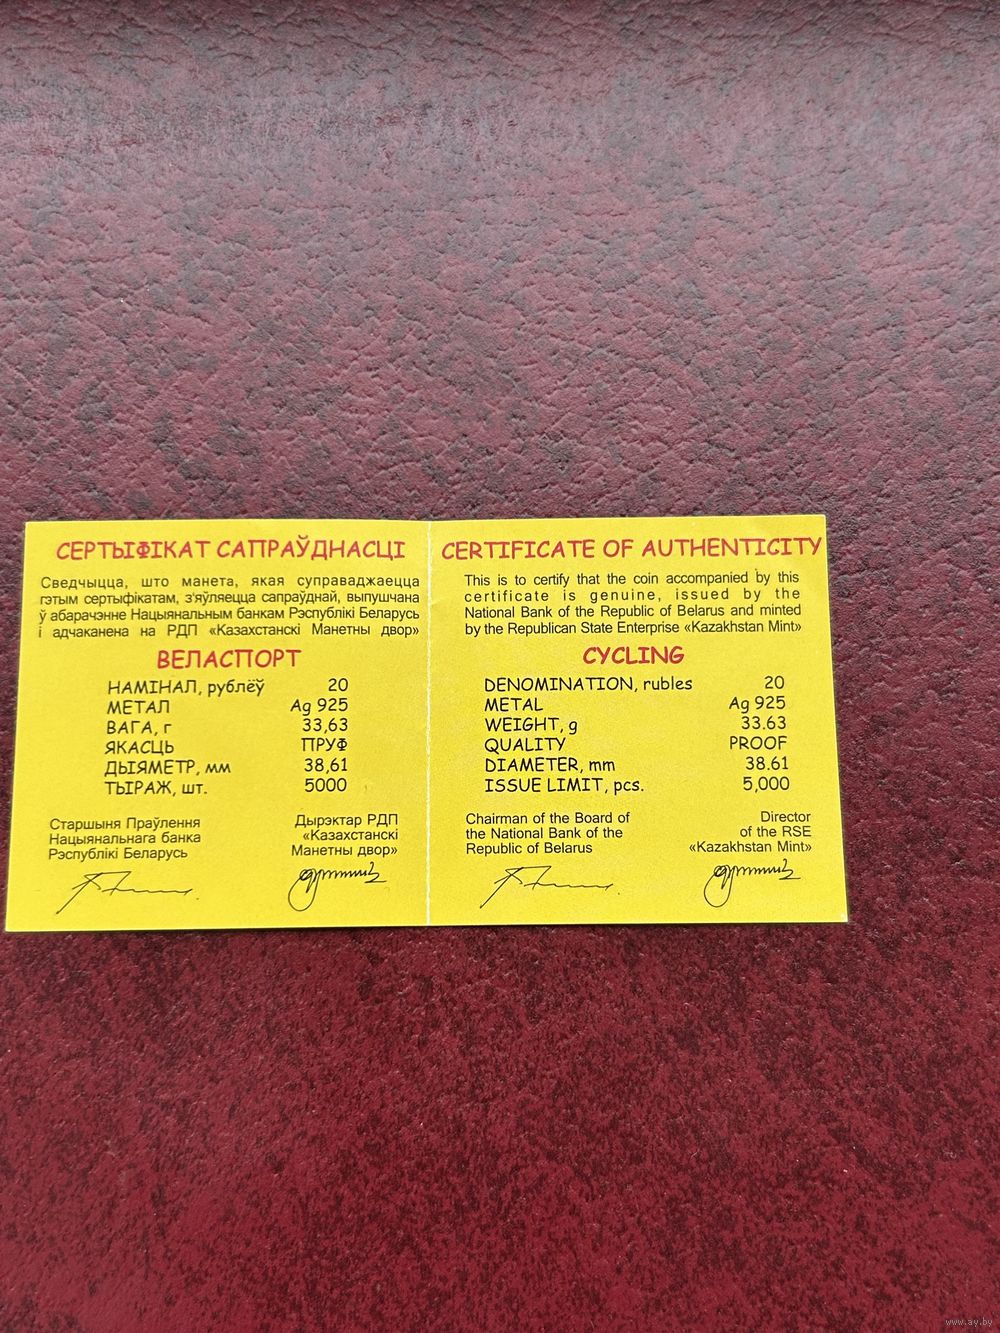 СЕРТЫФІКАТ САПРАЎДНАСЦІ
Сведчыцца, што манета, якая суправаджаецца
гэтым сертыфікатам, з'яўляецца сапраўднай, выпушчана
ў абарачэнне Нацыянальным банкам Рэспублікі Беларусь
і адчаканена на РДП «Казахстанскі Манетны двор»
ВЕЛАСПОРТ
НАМІНАЛ, рублёў 20
МЕТАЛ Ag 925
ВАГА, г 33,63
ЯКАСЦЬ ПРУФ
ДЫЯМЕТР, мм 38,61
ТЫРАЖ, шт. 5000
Старшыня Праўлення
Нацыянальнага банка
Рэспублікі Беларусь
Дырэктар РДП
«Казахстанскі
Манетны двор»
CERTIFICATE OF AUTHENTICITY
This is to certify that the coin accompanied by this
certificate is genuine, issued by the
National Bank of the Republic of Belarus and minted
by the Republican State Enterprise «Kazakhstan Mint»
CYCLING
DENOMINATION, rubles 20
METAL Ag 925
WEIGHT, g 33.63
QUALITY PROOF
DIAMETER, mm 38.61
ISSUE LIMIT, pcs. 5,000
Chairman of the Board of
the National Bank of the
Republic of Belarus
Director
of the RSE
«Kazakhstan Mint»
www.ay.by